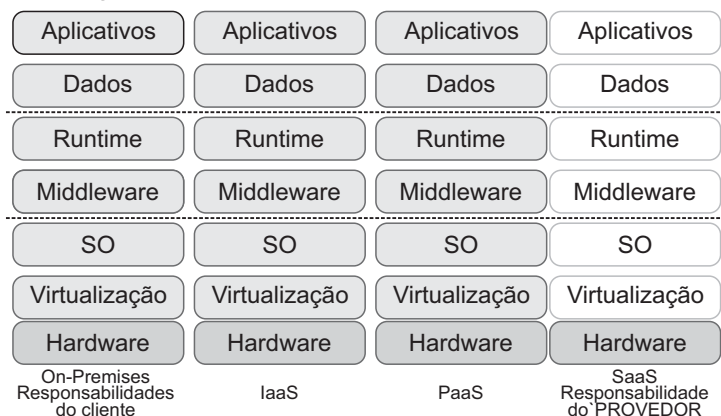 Aplicativos Aplicativos Aplicativos Aplicativos
Dados Dados Dados Dados
Runtime Runtime Runtime Runtime
Middleware Middleware Middleware Middleware
SO SO SO SO
Virtualização Virtualização Virtualização Virtualização
Hardware Hardware Hardware Hardware
On-Premises
Responsabilidades
do cliente
IaaS
PaaS
SaaS
Responsabilidade
do`PROVEDOR